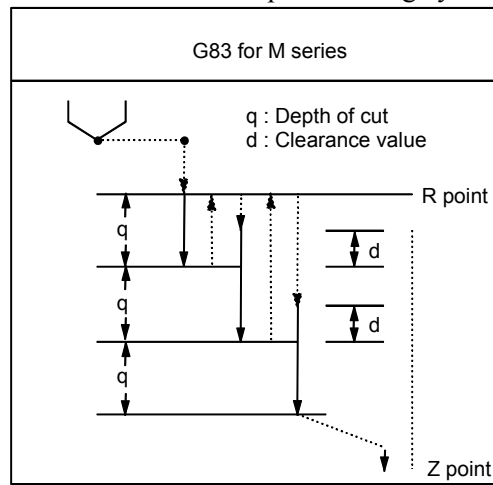 G83 for M series
q : Depth of cut
d : Clearance value
R point
q
d
q
d
q
Z point